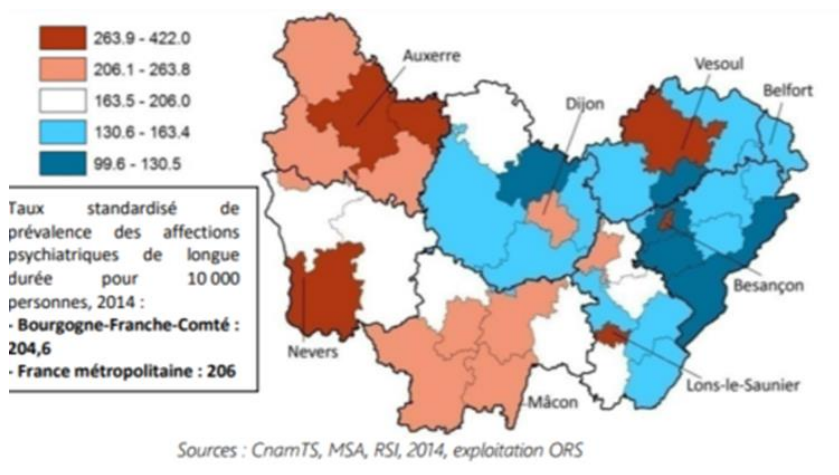 263.9 - 422.0
206.1 - 263.8
163.5 - 206.0
130.6 - 163.4
99.6 - 130.5
Auxerre
Vesoul
Belfort
Dijon
Besançon
Nevers
Lons-le-Saunier
Mâcon
Taux standardisé de
prévalence des affections
psychiatriques de longue
durée pour 10 000
personnes, 2014 :
- Bourgogne-Franche-Comté :
204,6
- France métropolitaine : 206
Sources : CnamTS, MSA, RSI, 2014, exploitation ORS